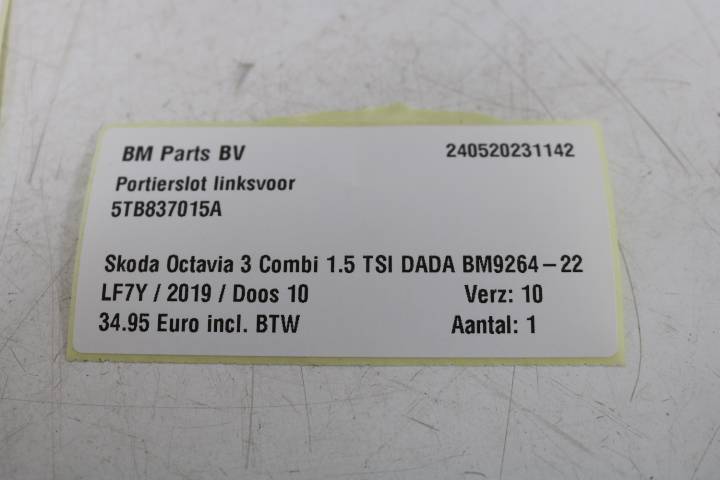 BM Parts BV 240520231142
Portierslot linksvoor
5TB837015A
Skoda Octavia 3 Combi 1.5 TSI DADA BM9264-22
LF7Y / 2019 / Doos 10 Verz: 10
34.95 Euro incl. BTW Aantal: 1